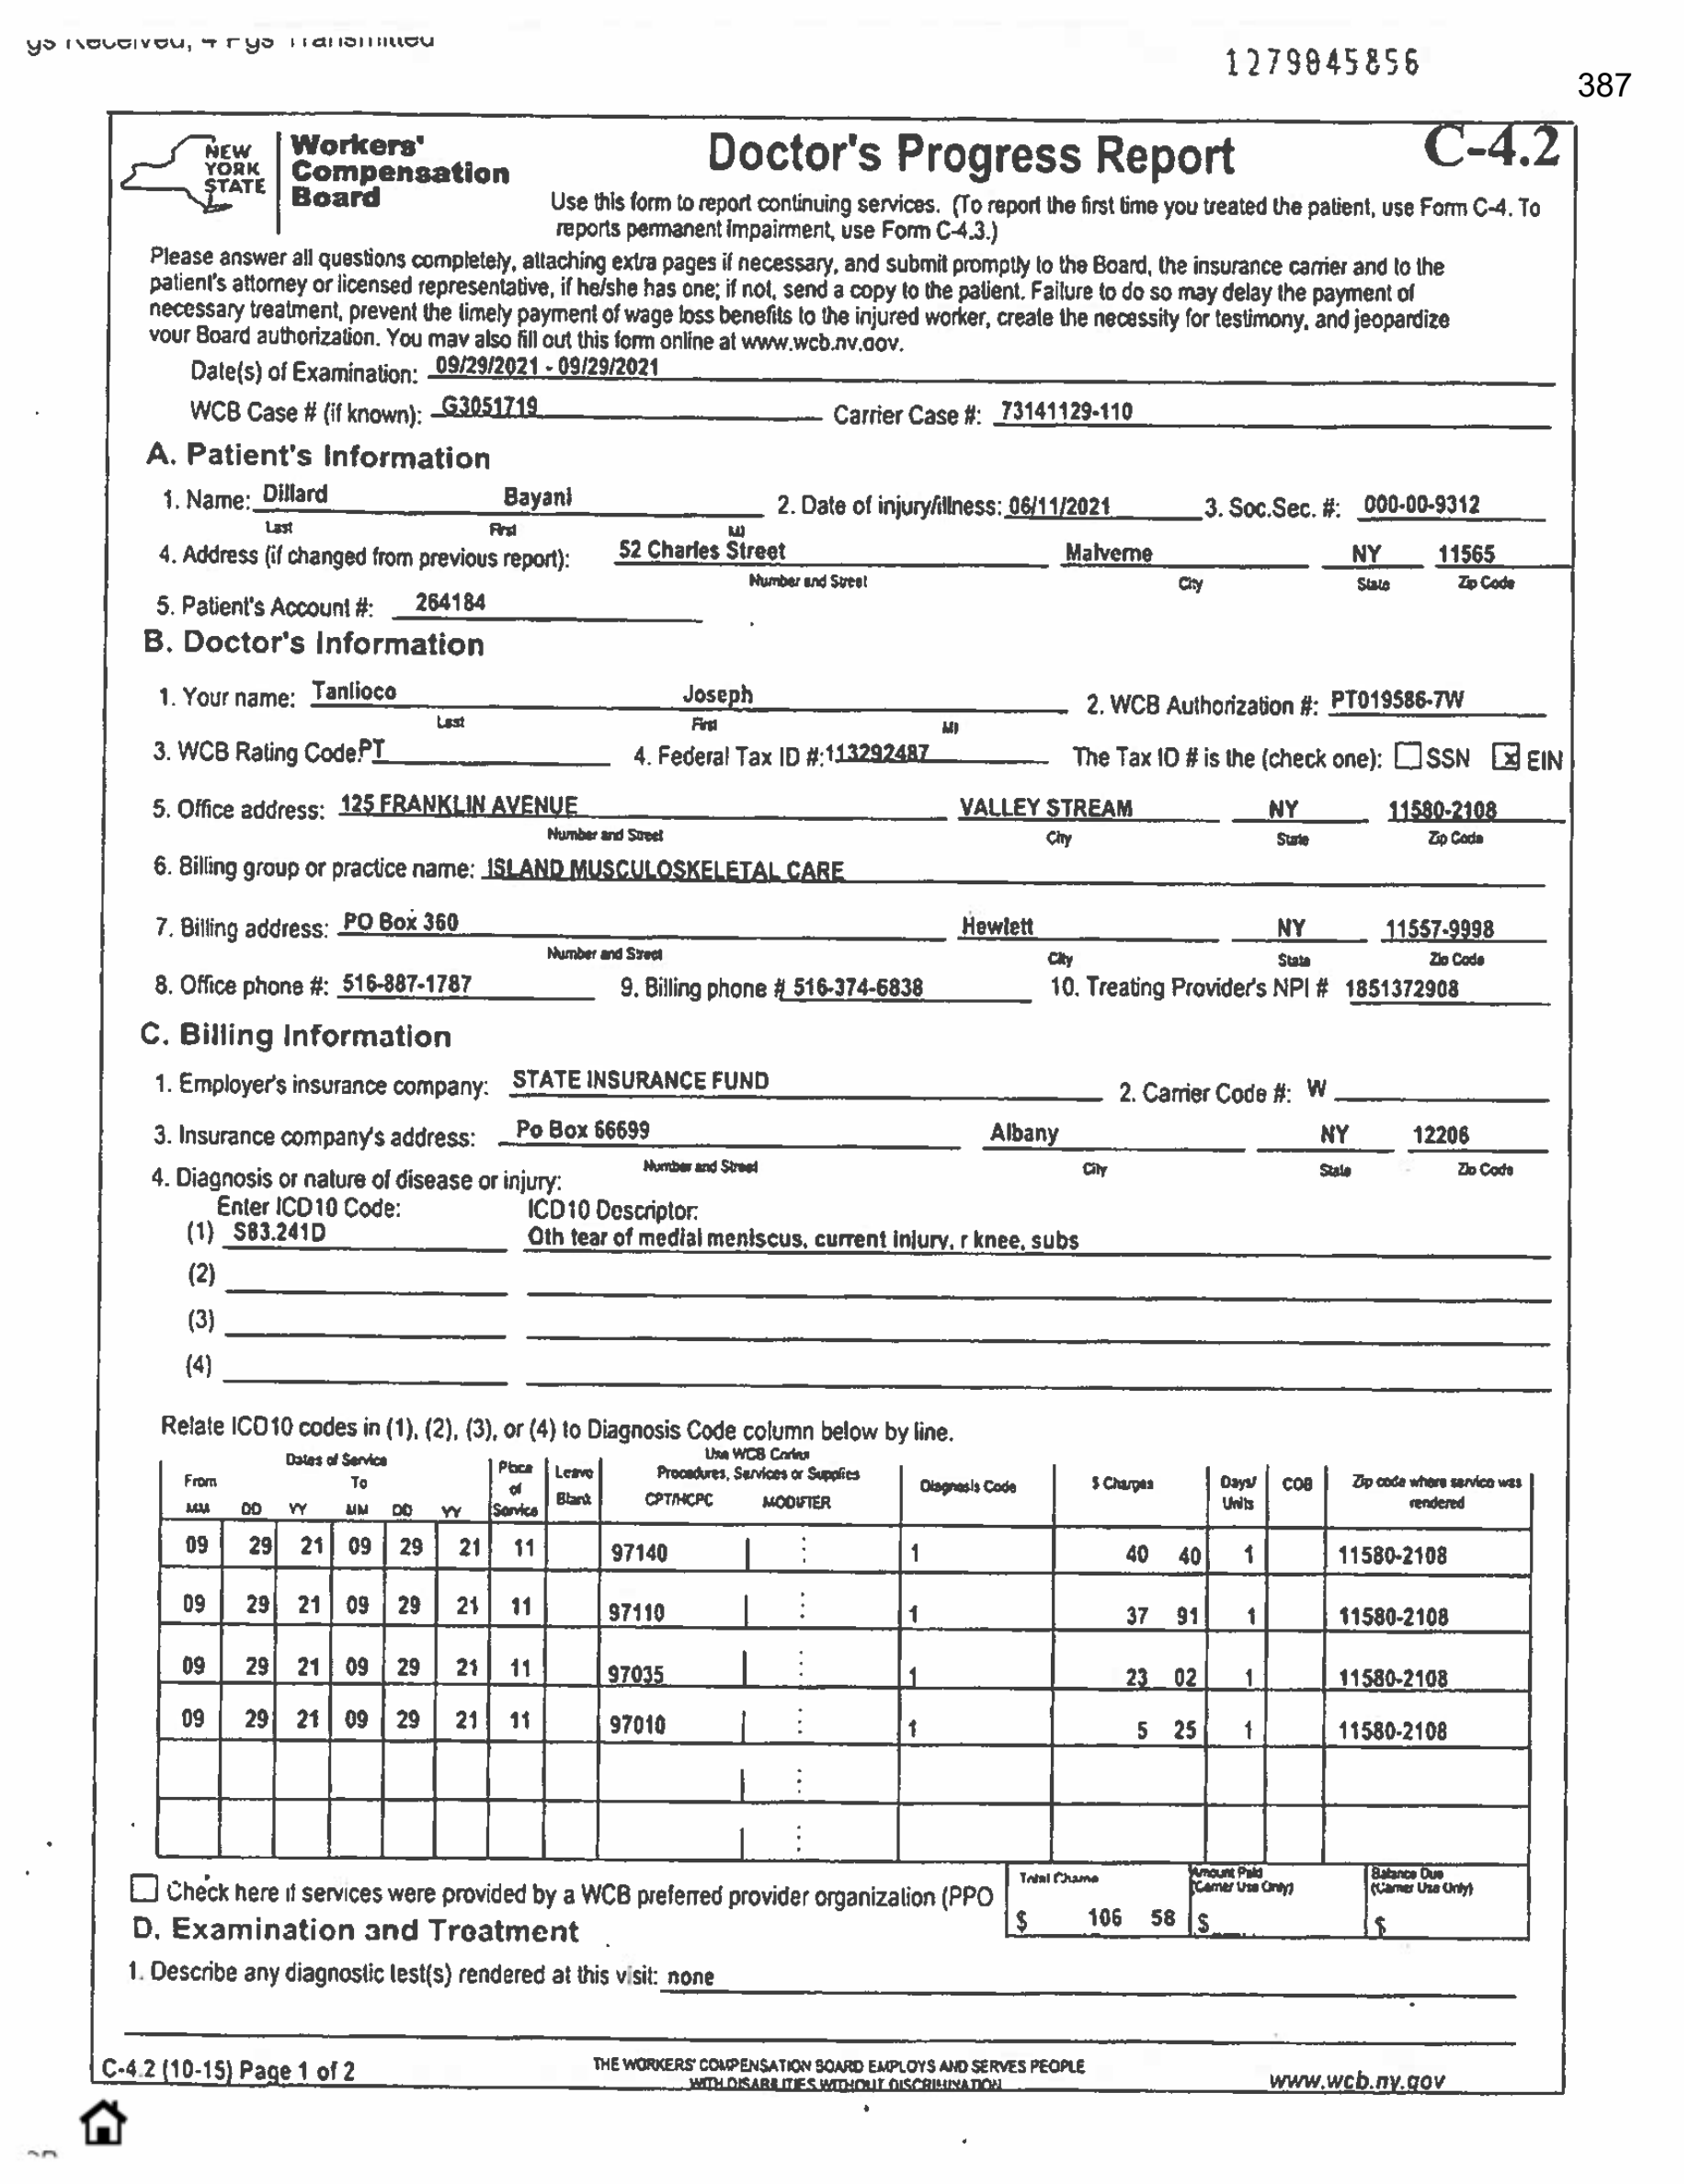 4 Pgs Transmitted
1279045856
387
NEW YORK STATE
Workers' Compensation Board
Doctor's Progress Report
C-4.2
Use this form to report continuing services. (To report the first time you treated the patient, use Form C-4. To
reports permanent impairment, use Form C-4.3.)
Please answer all questions completely, attaching extra pages if necessary, and submit promptly to the Board, the insurance carrier and to the
patient's attorney or licensed representative, if he/she has one; if not, send a copy to the patient. Failure to do so may delay the payment of
necessary treatment, prevent the timely payment of wage loss benefits to the injured worker, create the necessity for testimony, and jeopardize
your Board authorization. You may also fill out this form online at www.wcb.ny.gov.
Date(s) of Examination: 09/29/2021 - 09/29/2021
WCB Case # (if known): G3051719 Carrier Case #: 73141129-110
A. Patient's Information
1. Name: Dillard Bayani 2. Date of injury/illness: 06/11/2021 3. Soc.Sec. #: 000-00-9312
Last First MI
4. Address (if changed from previous report): 52 Charles Street Malverne NY 11565
Number and Street City State Zip Code
5. Patient's Account #: 264184
B. Doctor's Information
1. Your name: Tanlioco Joseph 2. WCB Authorization #: PT019586-7W
Last First MI
3. WCB Rating Code: PT 4. Federal Tax ID #: 113292487 The Tax ID # is the (check one): SSN x EIN
5. Office address: 125 FRANKLIN AVENUE VALLEY STREAM NY 11580-2108
Number and Street City State Zip Code
6. Billing group or practice name: ISLAND MUSCULOSKELETAL CARE
7. Billing address: PO Box 360 Hewlett NY 11557-9998
Number and Street City State Zip Code
8. Office phone #: 516-887-1787 9. Billing phone # 516-374-6838 10. Treating Provider's NPI # 1851372908
C. Billing Information
1. Employer's insurance company: STATE INSURANCE FUND 2. Carrier Code #: W
3. Insurance company's address: Po Box 66699 Albany NY 12206
Number and Street City State Zip Code
4. Diagnosis or nature of disease or injury:
Enter ICD10 Code: ICD10 Descriptor:
(1) S83.241D Oth tear of medial meniscus, current injury, r knee, subs
(2)
(3)
(4)
Relate ICD10 codes in (1), (2), (3), or (4) to Diagnosis Code column below by line.
Dates of Service Place of Service Leave Blank Use WCB Codes
From To Procedures, Services or Supplies Diagnosis Code $ Charges Days/ Units COB Zip code where service was rendered
MM DD YY MM DD YY CPT/HCPC MODIFIER
09 29 21 09 29 21 11 97140 1 40 40 1 11580-2108
09 29 21 09 29 21 11 97110 1 37 91 1 11580-2108
09 29 21 09 29 21 11 97035 1 23 02 1 11580-2108
09 29 21 09 29 21 11 97010 1 5 25 1 11580-2108
Check here if services were provided by a WCB preferred provider organization (PPO
Total Charge Amount Paid (Carrier Use Only) Balance Due (Carrier Use Only)
$ 106 58 $ $
D. Examination and Treatment
1. Describe any diagnostic test(s) rendered at this visit: none
C-4.2 (10-15) Page 1 of 2
THE WORKERS' COMPENSATION BOARD EMPLOYS AND SERVES PEOPLE
WITH DISABILITIES WITHOUT DISCRIMINATION
www.wcb.ny.gov